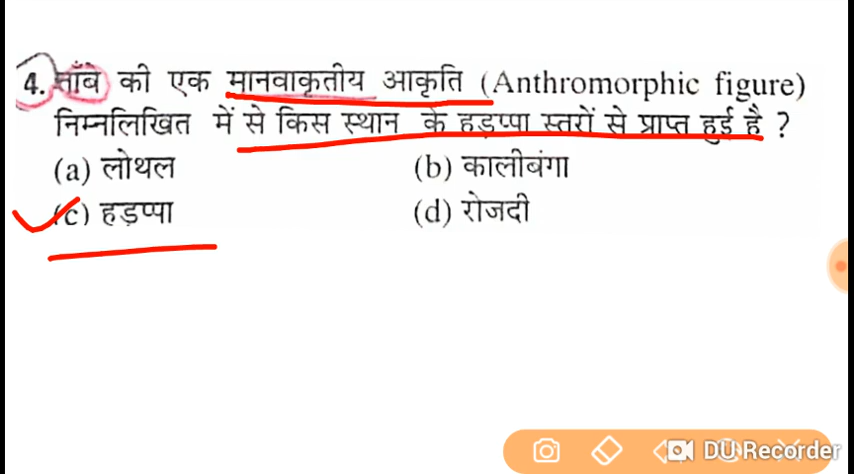 4. ताँबे की एक मानवाकृतीय आकृति (Anthromorphic figure)
निम्नलिखित में से किस स्थान के हड़प्पा स्तरों से प्राप्त हुई है ?
(a) लोथल (b) कालीबंगा
(c) हड़प्पा (d) रोजदी
DU Recorder